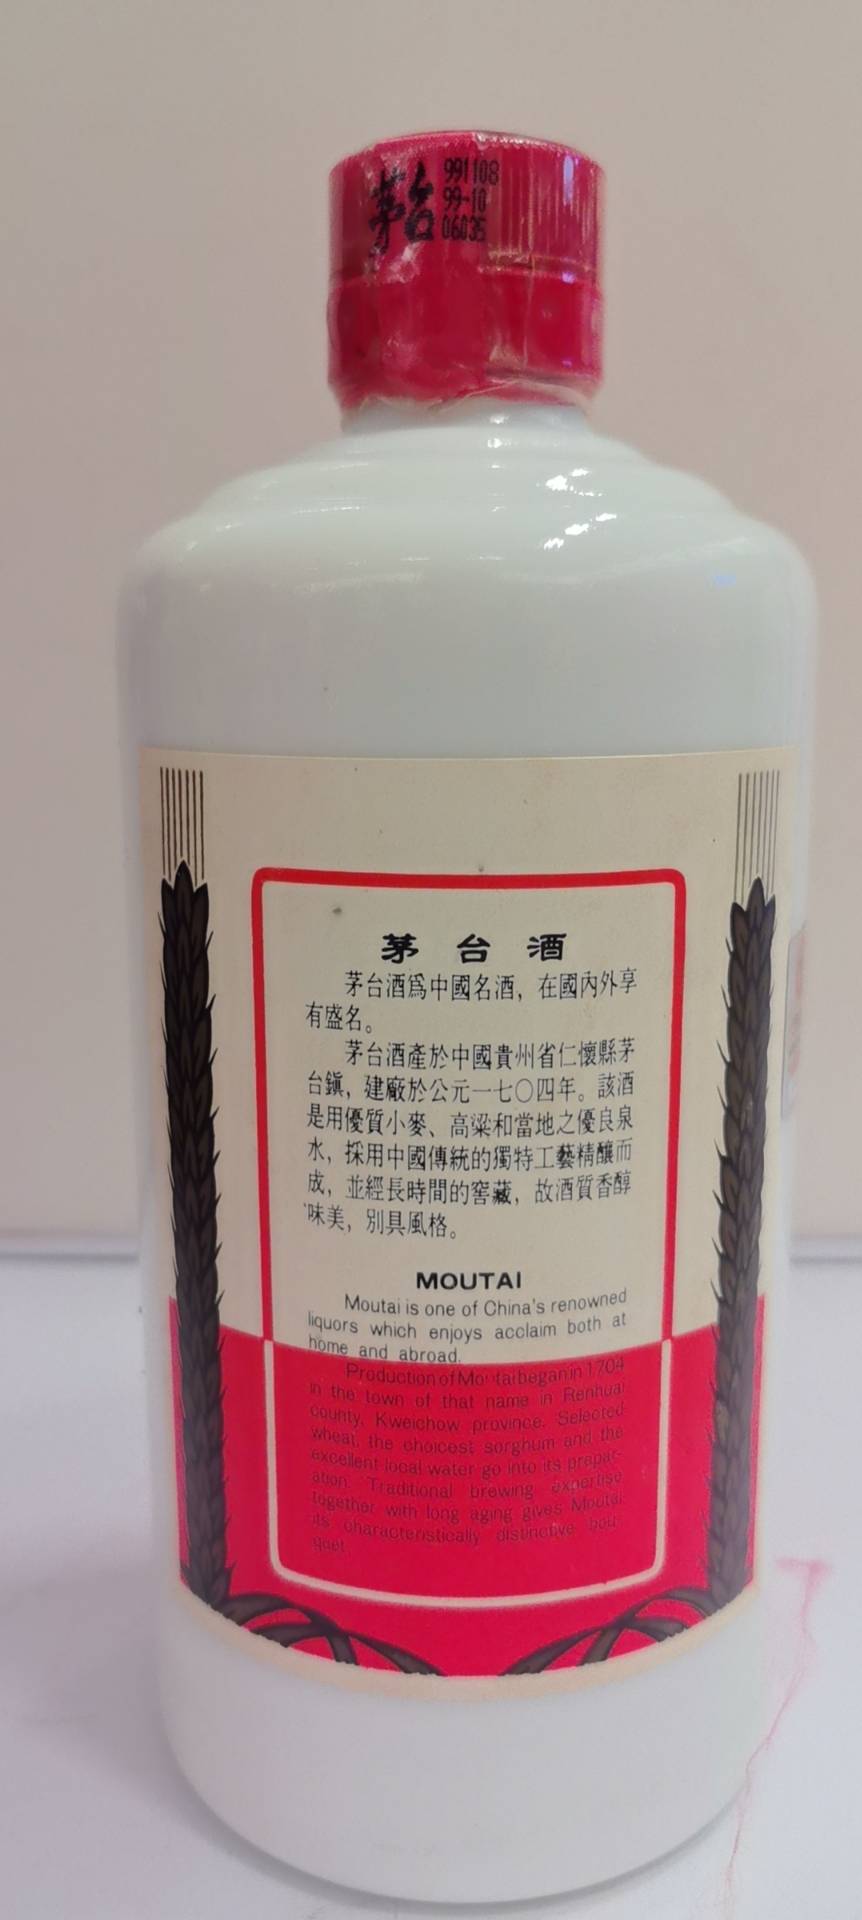 茅台
991108
99-10
06035
茅台酒
茅台酒爲中國名酒，在國內外享
有盛名。
茅台酒產於中國貴州省仁懷縣茅
台鎮，建廠於公元一七〇四年。該酒
是用優質小麥、高粱和當地之優良泉
水，採用中國傳統的獨特工藝精釀而
成，並經長時間的窖藏，故酒質香醇
味美，別具風格。
MOUTAI
Moutai is one of China's renowned
liquors which enjoys acclaim both at
home and abroad.
Production of Moutai began in 1704
in the town of that name in Renhuai
county, Kweichow province. Selected
wheat, the choicest sorghum and the
excellent local water go into its prepar-
ation. Traditional brewing expertise
together with long aging gives Moutai
its characteristically distinctive bou-
quet.